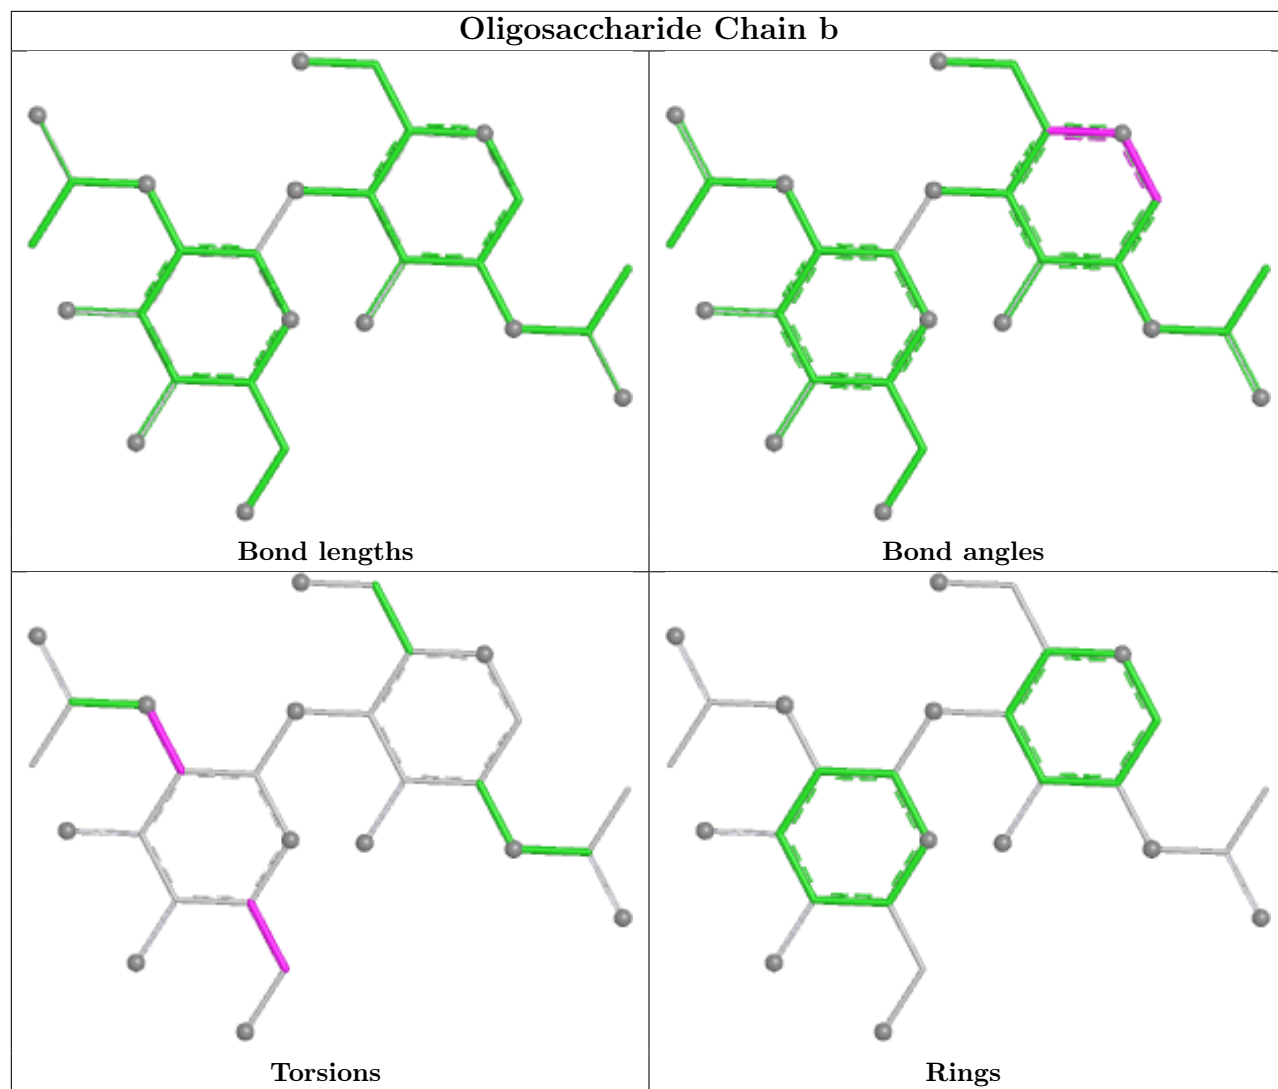 Oligosaccharide Chain b
Bond lengths
Bond angles
Torsions
Rings